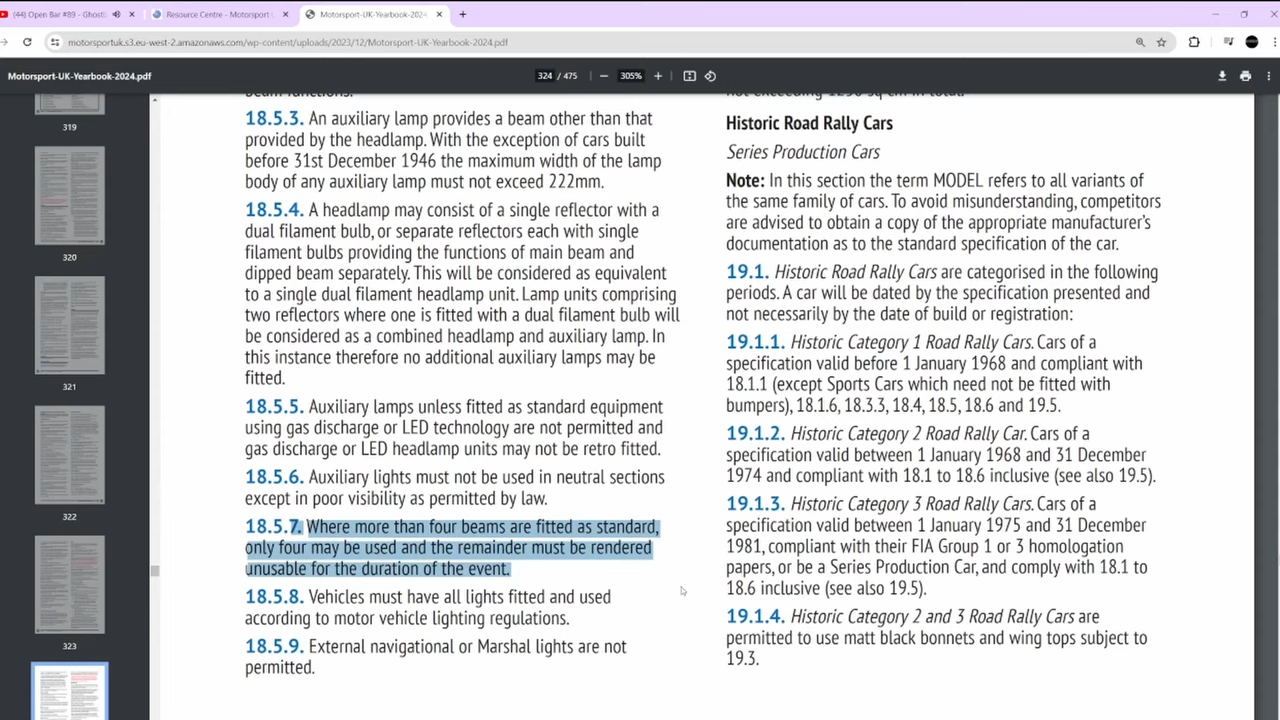 (44) Open Bar #89 - Ghostl
Resource Centre - Motorsport U
Motorsport-UK-Yearbook-2024.pdf
motorsportuk.s3.eu-west-2.amazonaws.com/wp-content/uploads/2023/12/Motorsport-UK-Yearbook-2024.pdf
Motorsport-UK-Yearbook-2024.pdf
324 / 475
305%
319
320
321
322
323
beam functions.
18.5.3. An auxiliary lamp provides a beam other than that
provided by the headlamp. With the exception of cars built
before 31st December 1946 the maximum width of the lamp
body of any auxiliary lamp must not exceed 222mm.
18.5.4. A headlamp may consist of a single reflector with a
dual filament bulb, or separate reflectors each with single
filament bulbs providing the functions of main beam and
dipped beam separately. This will be considered as equivalent
to a single dual filament headlamp unit. Lamp units comprising
two reflectors where one is fitted with a dual filament bulb will
be considered as a combined headlamp and auxiliary lamp. In
this instance therefore no additional auxiliary lamps may be
fitted.
18.5.5. Auxiliary lamps unless fitted as standard equipment
using gas discharge or LED technology are not permitted and
gas discharge or LED headlamp units may not be retro fitted.
18.5.6. Auxiliary lights may not be used in neutral sections
except in poor visibility as permitted by law.
18.5.7. Where more than four beams are fitted as standard,
only four may be used and the remainder must be rendered
unusable for the duration of the event.
18.5.8. Vehicles must have all lights fitted and used
according to motor vehicle lighting regulations.
18.5.9. External navigational or Marshal lights are not
permitted.
not exceeding 1290 sq cm in total.
Historic Road Rally Cars
Series Production Cars
Note: In this section the term MODEL refers to all variants of
the same family of cars. To avoid misunderstanding, competitors
are advised to obtain a copy of the appropriate manufacturer's
documentation as to the standard specification of the car.
19.1. Historic Road Rally Cars are categorised in the following
periods. A car will be dated by the specification presented and
not necessarily by the date of build or registration:
19.1.1. Historic Category 1 Road Rally Cars. Cars of a
specification valid before 1 January 1968 and compliant with
18.1.1 (except Sports Cars which need not be fitted with
bumpers), 18.1.6, 18.3.3, 18.4, 18.5, 18.6 and 19.5.
19.1.2. Historic Category 2 Road Rally Car. Cars of a
specification valid between 1 January 1968 and 31 December
1974 and compliant with 18.1 to 18.6 inclusive (see also 19.5).
19.1.3. Historic Category 3 Road Rally Cars. Cars of a
specification valid between 1 January 1975 and 31 December
compliant with their FIA Group 1 or 3 homologation
papers, or be a Series Production Car, and comply with 18.1 to
18.6 inclusive (see also 19.5).
19.1.4. Historic Category 2 and 3 Road Rally Cars are
permitted to use matt black bonnets and wing tops subject to
19.3.